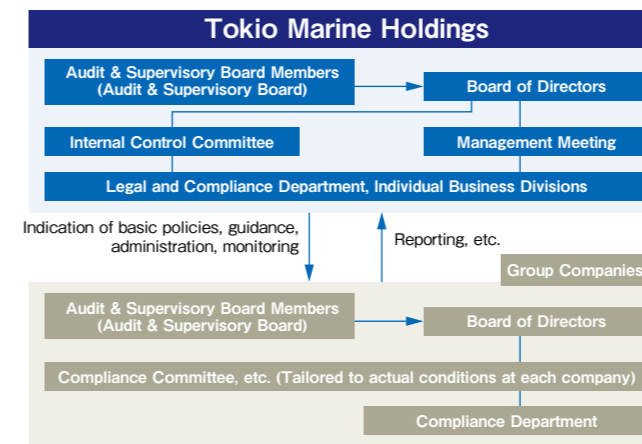 Tokio Marine Holdings
Audit & Supervisory Board Members
(Audit & Supervisory Board)
Board of Directors
Internal Control Committee
Management Meeting
Legal and Compliance Department, Individual Business Divisions
Indication of basic policies, guidance,
administration, monitoring
Reporting, etc.
Group Companies
Audit & Supervisory Board Members
(Audit & Supervisory Board)
Board of Directors
Compliance Committee, etc. (Tailored to actual conditions at each company)
Compliance Department